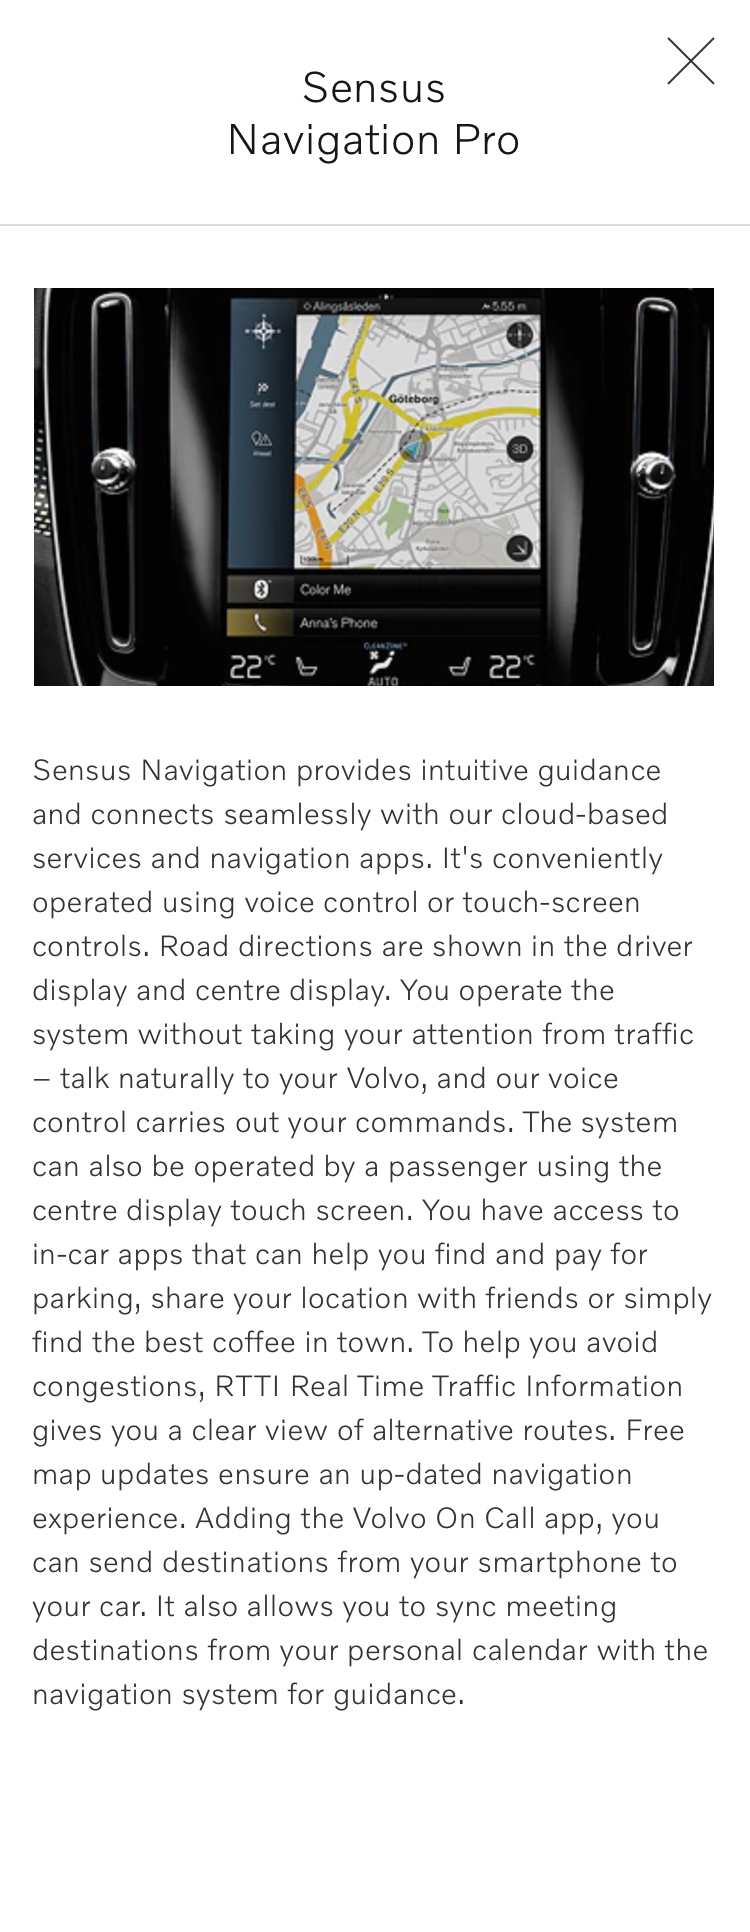 Sensus
Navigation Pro
Alingsåsleden
5.55 m
Set dest
Göteborg
3D
E20 S
E20 N
Color Me
Anna's Phone
22°C
CLEANZONE
AUTO
22°C
Sensus Navigation provides intuitive guidance
and connects seamlessly with our cloud-based
services and navigation apps. It's conveniently
operated using voice control or touch-screen
controls. Road directions are shown in the driver
display and centre display. You operate the
system without taking your attention from traffic
– talk naturally to your Volvo, and our voice
control carries out your commands. The system
can also be operated by a passenger using the
centre display touch screen. You have access to
in-car apps that can help you find and pay for
parking, share your location with friends or simply
find the best coffee in town. To help you avoid
congestions, RTTI Real Time Traffic Information
gives you a clear view of alternative routes. Free
map updates ensure an up-dated navigation
experience. Adding the Volvo On Call app, you
can send destinations from your smartphone to
your car. It also allows you to sync meeting
destinations from your personal calendar with the
navigation system for guidance.